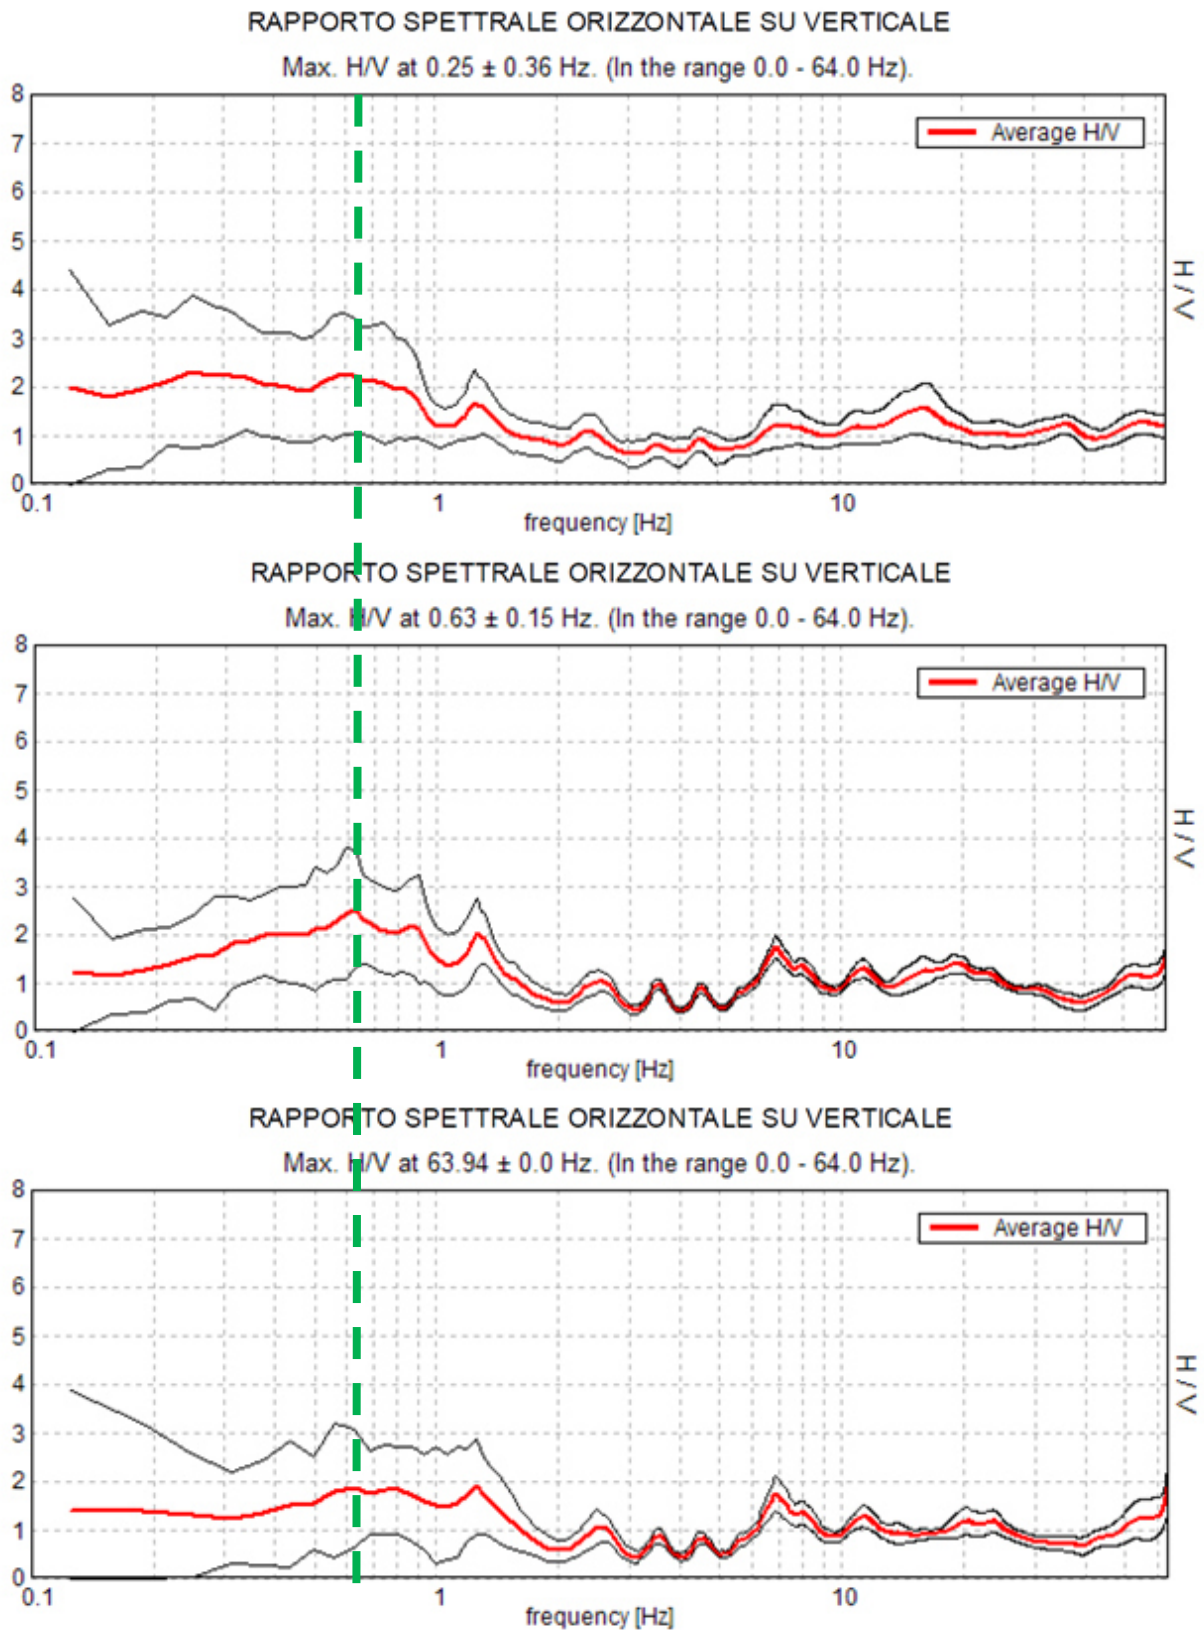 RAPPORTO SPETTRALE ORIZZONTALE SU VERTICALE
Max. H/V at 0.25 ± 0.36 Hz. (In the range 0.0 - 64.0 Hz).
8
7
6
5
4
3
2
1
0
Average H/V
H / V
0.1 1 10
frequency [Hz]
RAPPORTO SPETTRALE ORIZZONTALE SU VERTICALE
Max. H/V at 0.63 ± 0.15 Hz. (In the range 0.0 - 64.0 Hz).
8
7
6
5
4
3
2
1
0
Average H/V
H / V
0.1 1 10
frequency [Hz]
RAPPORTO SPETTRALE ORIZZONTALE SU VERTICALE
Max. H/V at 63.94 ± 0.0 Hz. (In the range 0.0 - 64.0 Hz).
8
7
6
5
4
3
2
1
0
Average H/V
H / V
0.1 1 10
frequency [Hz]